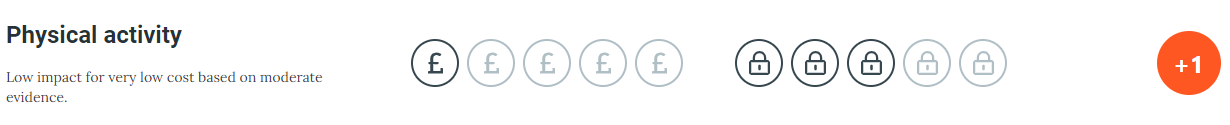 Physical activity
£ £ £ £ £
+1
Low impact for very low cost based on moderate
evidence.